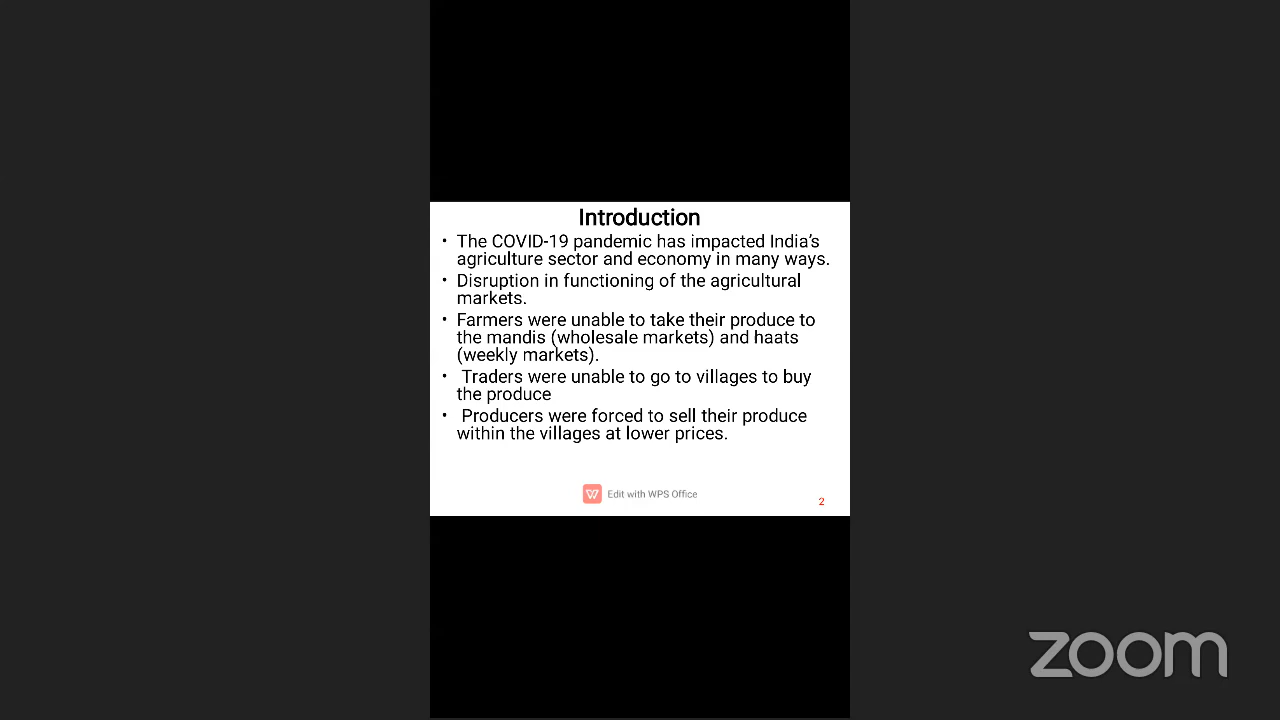 Introduction
• The COVID-19 pandemic has impacted India's
agriculture sector and economy in many ways.
• Disruption in functioning of the agricultural
markets.
• Farmers were unable to take their produce to
the mandis (wholesale markets) and haats
(weekly markets).
• Traders were unable to go to villages to buy
the produce
• Producers were forced to sell their produce
within the villages at lower prices.
Edit with WPS Office
2
zoom